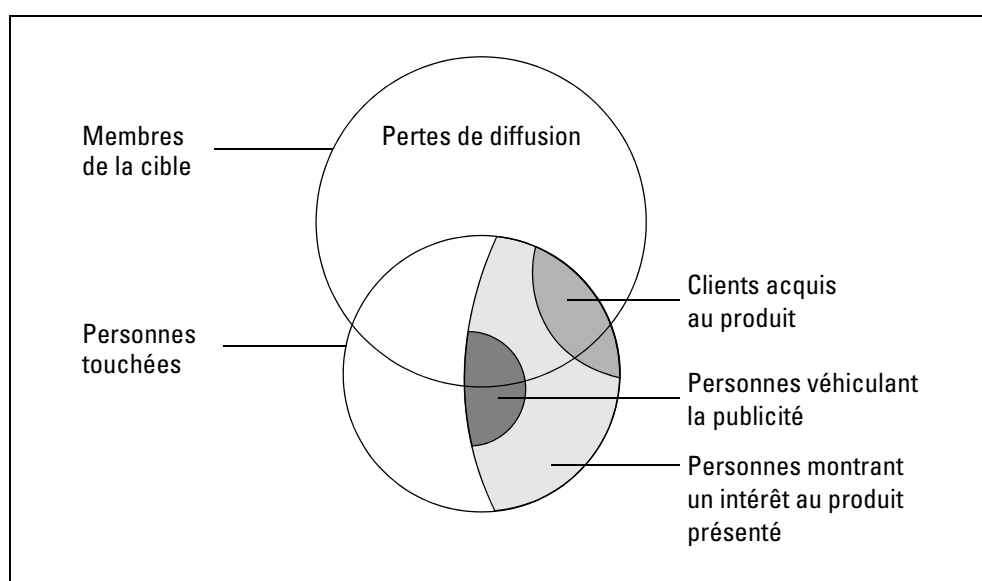 Membres
de la cible
Pertes de diffusion
Personnes
touchées
Clients acquis
au produit
Personnes véhiculant
la publicité
Personnes montrant
un intérêt au produit
présenté